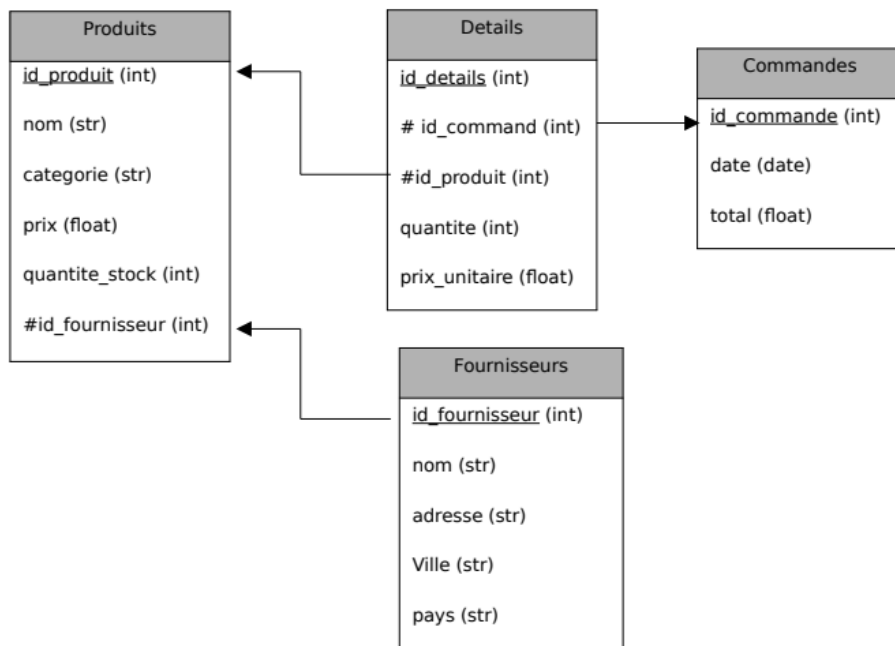 Produits
id_produit (int)
nom (str)
categorie (str)
prix (float)
quantite_stock (int)
#id_fournisseur (int)
Details
id_details (int)
# id_command (int)
#id_produit (int)
quantite (int)
prix_unitaire (float)
Commandes
id_commande (int)
date (date)
total (float)
Fournisseurs
id_fournisseur (int)
nom (str)
adresse (str)
Ville (str)
pays (str)